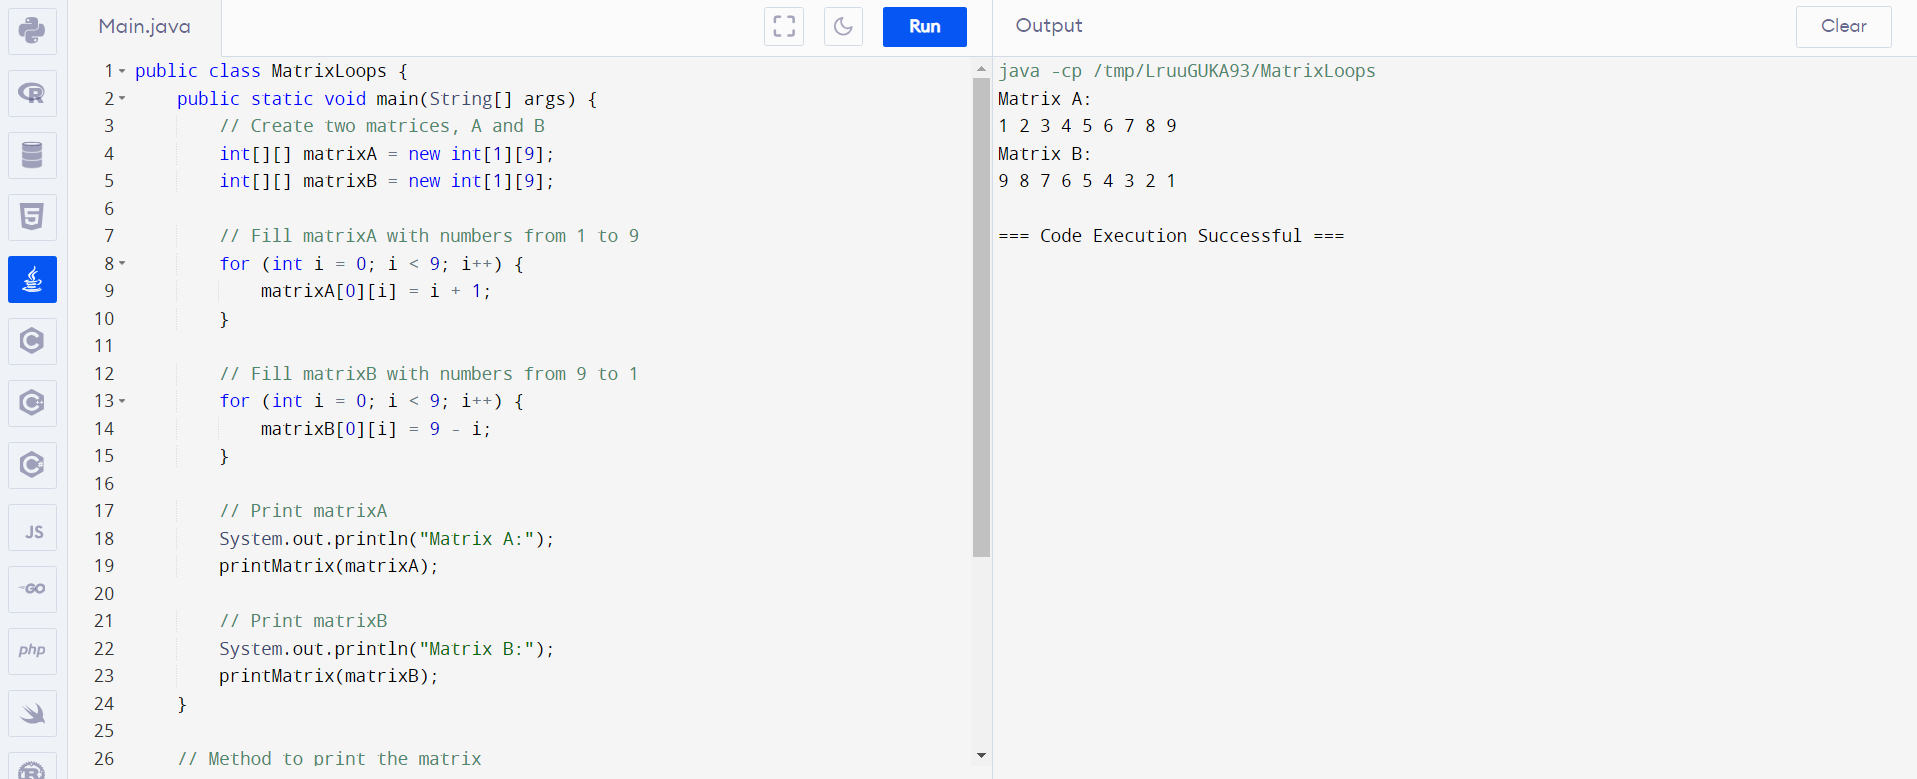 Main.java
Run
Output
Clear
1 public class MatrixLoops {
2     public static void main(String[] args) {
3         // Create two matrices, A and B
4         int[][] matrixA = new int[1][9];
5         int[][] matrixB = new int[1][9];
6
7         // Fill matrixA with numbers from 1 to 9
8         for (int i = 0; i < 9; i++) {
9             matrixA[0][i] = i + 1;
10         }
11
12         // Fill matrixB with numbers from 9 to 1
13         for (int i = 0; i < 9; i++) {
14             matrixB[0][i] = 9 - i;
15         }
16
17         // Print matrixA
18         System.out.println("Matrix A:");
19         printMatrix(matrixA);
20
21         // Print matrixB
22         System.out.println("Matrix B:");
23         printMatrix(matrixB);
24     }
25
26     // Method to print the matrix
java -cp /tmp/LruuGUKA93/MatrixLoops
Matrix A:
1 2 3 4 5 6 7 8 9
Matrix B:
9 8 7 6 5 4 3 2 1
=== Code Execution Successful ===
R
5
C
C
C
JS
GO
php
R